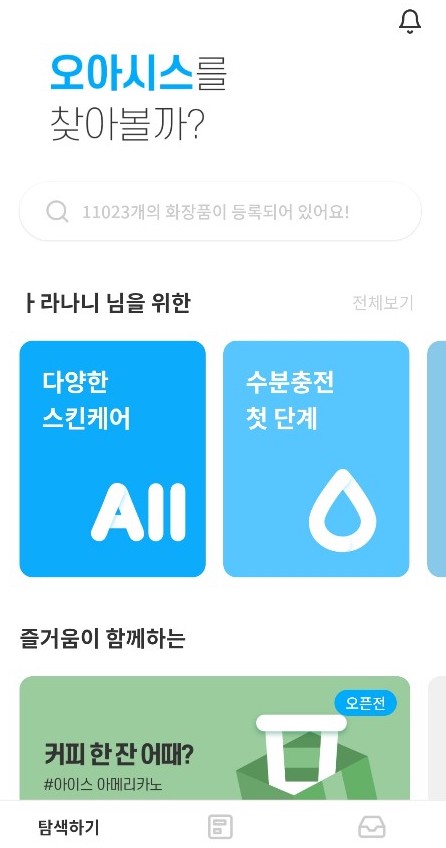 오아시스를
찾아볼까?
11023개의 화장품이 등록되어 있어요!
ㅏ라나니 님을 위한
전체보기
다양한
스킨케어
All
수분충전
첫 단계
즐거움이 함께하는
오픈전
커피 한 잔 어때?
#아이스 아메리카노
탐색하기